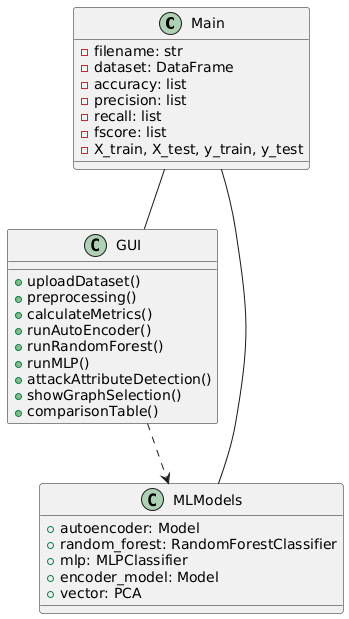 C Main
filename: str
dataset: DataFrame
accuracy: list
precision: list
recall: list
fscore: list
X_train, X_test, y_train, y_test
C GUI
uploadDataset()
preprocessing()
calculateMetrics()
runAutoEncoder()
runRandomForest()
runMLP()
attackAttributeDetection()
showGraphSelection()
comparisonTable()
C MLModels
autoencoder: Model
random_forest: RandomForestClassifier
mlp: MLPClassifier
encoder_model: Model
vector: PCA